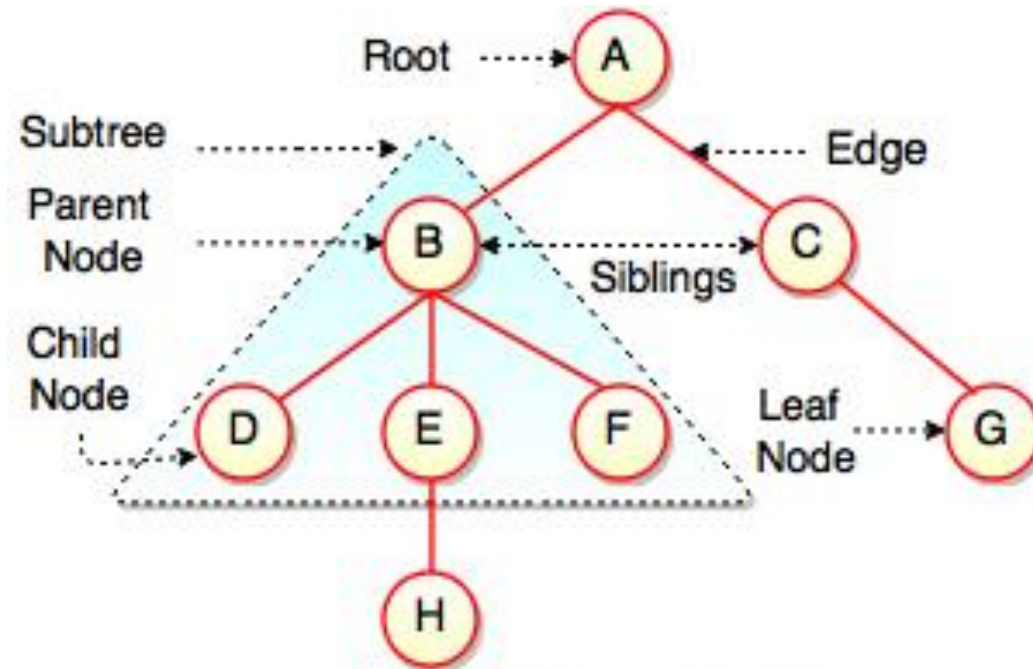 Root
A
Subtree
Edge
Parent
Node
B
C
Siblings
Child
Node
D
E
F
Leaf
Node
G
H